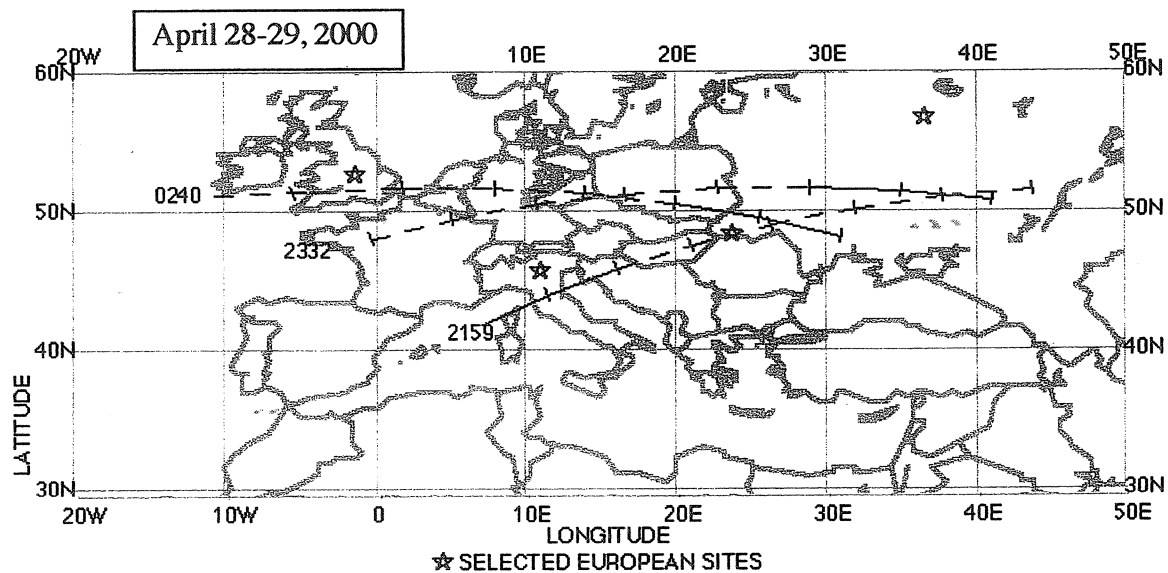 April 28-29, 2000
20W 10E 20E 30E 40E 50E
60N 60N
0240 50N 50N
2332
2159
40N 40N
LATITUDE
30N 30N
20W 10W 0 10E 20E 30E 40E 50E
LONGITUDE
☆ SELECTED EUROPEAN SITES